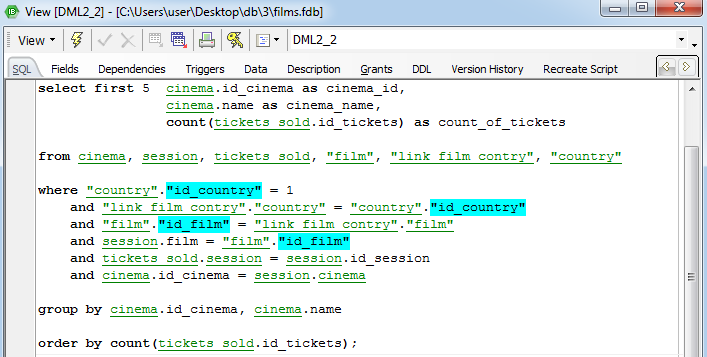 View [DML2_2] - [C:\Users\user\Desktop\db\3\films.fdb]
View DML2_2
SQL Fields Dependencies Triggers Data Description Grants DDL Version History Recreate Script
select first 5 cinema.id_cinema as cinema_id,
cinema.name as cinema_name,
count(tickets_sold.id_tickets) as count_of_tickets
from cinema, session, tickets_sold, "film", "link_film_contry", "country"
where "country"."id_country" = 1
and "link_film_contry"."country" = "country"."id_country"
and "film"."id_film" = "link_film_contry"."film"
and session.film = "film"."id_film"
and tickets_sold.session = session.id_session
and cinema.id_cinema = session.cinema
group by cinema.id_cinema, cinema.name
order by count(tickets_sold.id_tickets);